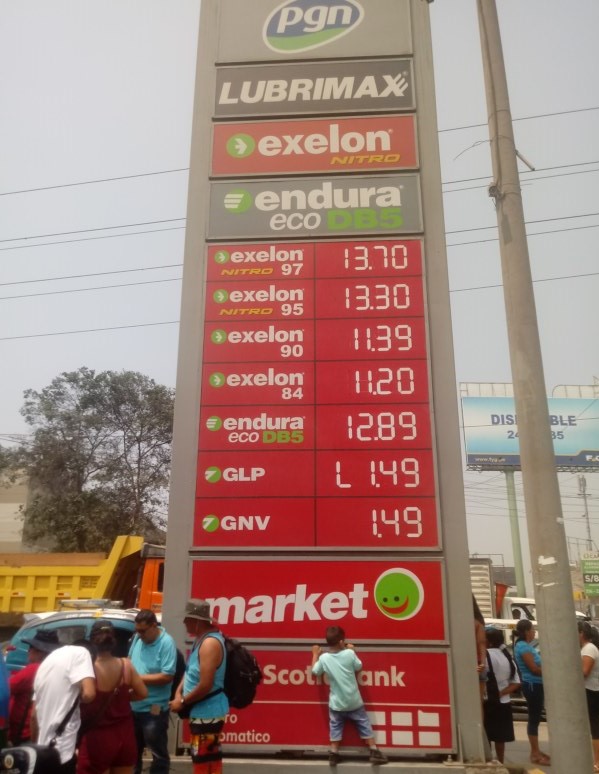 pgn
LUBRIMAX
exelon
NITRO
endura
eco DB5
exelon
NITRO 97 13.70
exelon
NITRO 95 13.30
exelon
90 11.39
exelon
84 11.20
endura
eco DB5 12.89
GLP L 1.49
GNV 1.49
market
DISPONIBLE
S/8